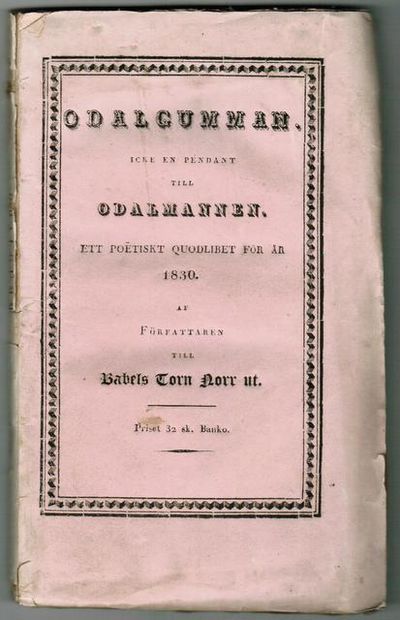 ODALGUMMAN.
ICKE EN PENDANT
TILL
ODALMANNEN.
ETT POËTISKT QUODLIBET FÖR ÅR
1830.
AF
FÖRFATTAREN
TILL
Babels Torn Norr ut.
Priset 32 sk. Banko.